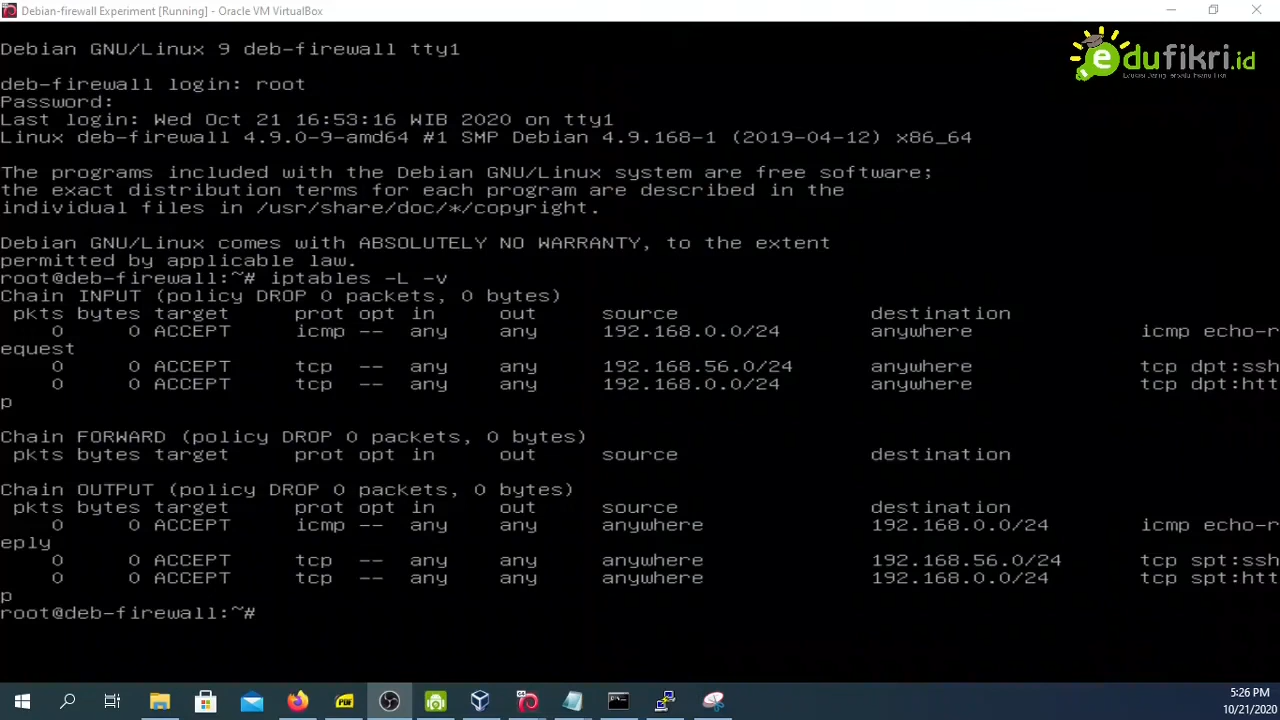 Debian-firewall Experiment [Running] - Oracle VM VirtualBox
edufikri.id
Debian GNU/Linux 9 deb-firewall tty1
deb-firewall login: root
Password:
Last login: Wed Oct 21 16:53:16 WIB 2020 on tty1
Linux deb-firewall 4.9.0-9-amd64 #1 SMP Debian 4.9.168-1 (2019-04-12) x86_64
The programs included with the Debian GNU/Linux system are free software;
the exact distribution terms for each program are described in the
individual files in /usr/share/doc/*/copyright.
Debian GNU/Linux comes with ABSOLUTELY NO WARRANTY, to the extent
permitted by applicable law.
root@deb-firewall:~# iptables -L -v
Chain INPUT (policy DROP 0 packets, 0 bytes)
 pkts bytes target     prot opt in     out     source               destination
    0     0 ACCEPT     icmp --  any    any     192.168.0.0/24       anywhere             icmp echo-r
equest
    0     0 ACCEPT     tcp  --  any    any     192.168.56.0/24      anywhere             tcp dpt:ssh
    0     0 ACCEPT     tcp  --  any    any     192.168.0.0/24       anywhere             tcp dpt:htt
p
Chain FORWARD (policy DROP 0 packets, 0 bytes)
 pkts bytes target     prot opt in     out     source               destination
Chain OUTPUT (policy DROP 0 packets, 0 bytes)
 pkts bytes target     prot opt in     out     source               destination
    0     0 ACCEPT     icmp --  any    any     anywhere             192.168.0.0/24       icmp echo-r
eply
    0     0 ACCEPT     tcp  --  any    any     anywhere             192.168.56.0/24      tcp spt:ssh
    0     0 ACCEPT     tcp  --  any    any     anywhere             192.168.0.0/24       tcp spt:htt
p
root@deb-firewall:~#
5:26 PM
10/21/2020